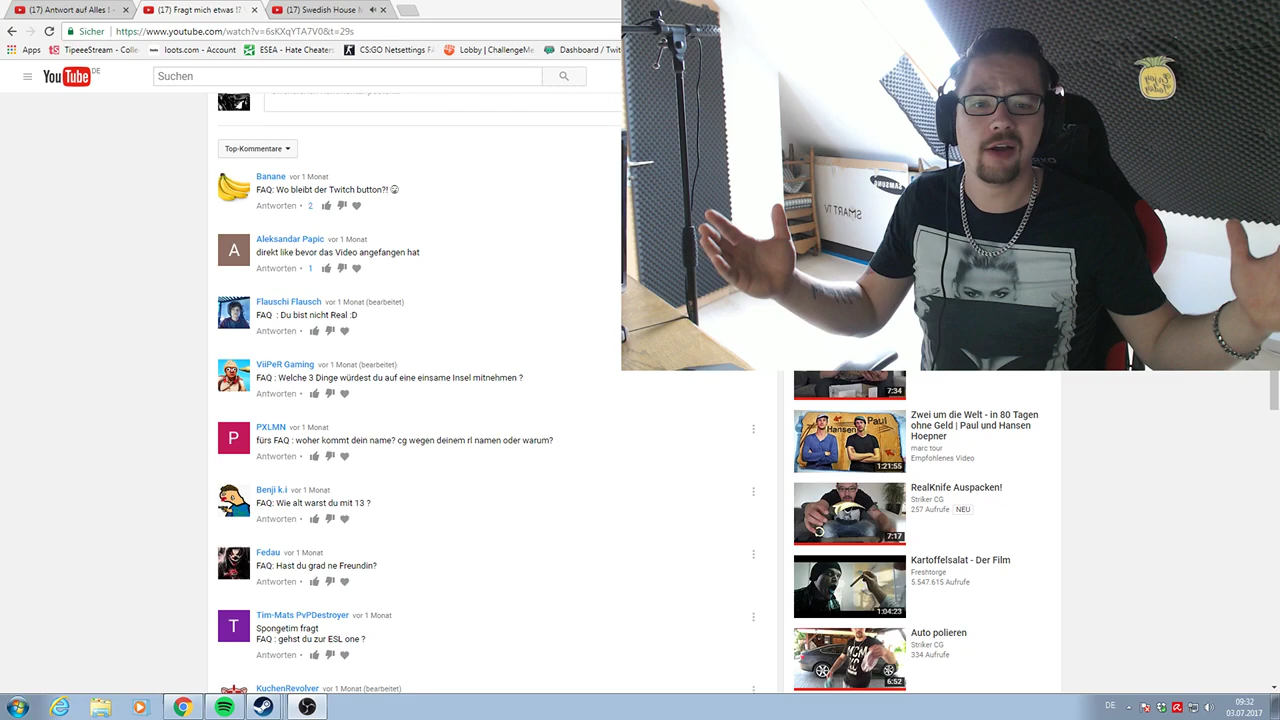 (17) Antwort auf Alles !
(17) Fragt mich etwas !?
(17) Swedish House M
Sicher
https://www.youtube.com/watch?v=6sKXqYTA7V0&t=29s
Apps
TipeeeStream - Colle
loots.com - Account
ESEA - Hate Cheaters
CS:GO Netsettings F
Lobby | ChallengeMe
Dashboard / Twit
YouTube DE
Suchen
Top-Kommentare
Banane vor 1 Monat
FAQ: Wo bleibt der Twitch button?!
Antworten • 2
Aleksandar Papic vor 1 Monat
direkt like bevor das Video angefangen hat
Antworten • 1
Flauschi Flausch vor 1 Monat (bearbeitet)
FAQ : Du bist nicht Real :D
Antworten •
ViiPeR Gaming vor 1 Monat (bearbeitet)
FAQ : Welche 3 Dinge würdest du auf eine einsame Insel mitnehmen ?
Antworten •
P
PXLMN vor 1 Monat
fürs FAQ : woher kommt dein name? cg wegen deinem rl namen oder warum?
Antworten •
Benji k.i vor 1 Monat
FAQ: Wie alt warst du mit 13 ?
Antworten •
Fedau vor 1 Monat
FAQ: Hast du grad ne Freundin?
Antworten •
T
Tim-Mats PvPDestroyer vor 1 Monat
Spongetim fragt
FAQ : gehst du zur ESL one ?
Antworten •
KuchenRevolver vor 1 Monat (bearbeitet)
A
SAMSUNG
SMART TV
Enjoy
7:34
Hansen
Paul
1:21:55
Zwei um die Welt - in 80 Tagen
ohne Geld | Paul und Hansen
Hoepner
marc tour
Empfohlenes Video
7:17
RealKnife Auspacken!
Striker CG
257 Aufrufe NEU
1:04:23
Kartoffelsalat - Der Film
Freshtorge
5.547.615 Aufrufe
MCM
6:52
Auto polieren
Striker CG
334 Aufrufe
DE
09:32
03.07.2017